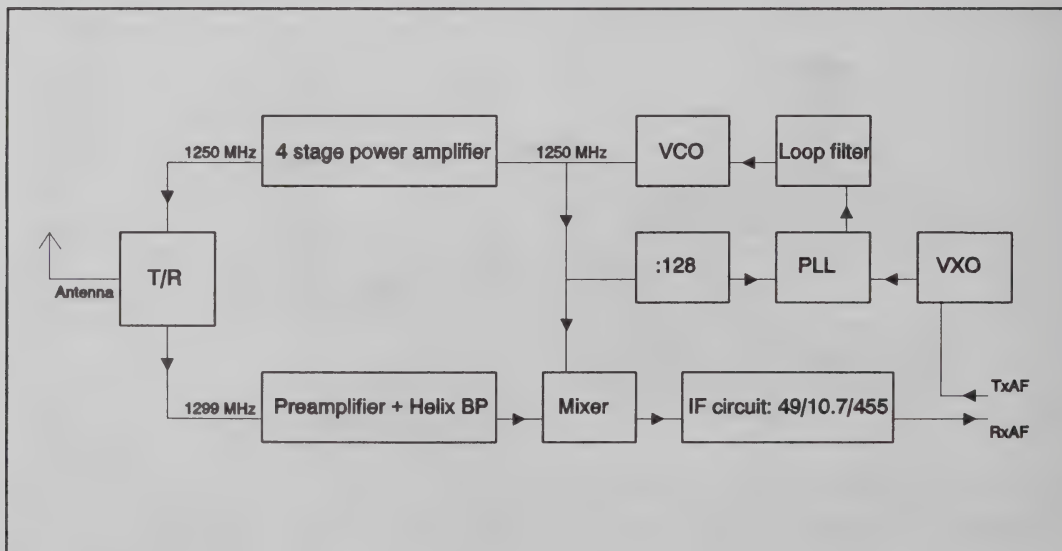 1250 MHz
4 stage power amplifier
1250 MHz
VCO
Loop filter
T/R
Antenna
:128
PLL
VXO
1299 MHz
Preamplifier + Helix BP
Mixer
IF circuit: 49/10.7/455
TxAF
RxAF